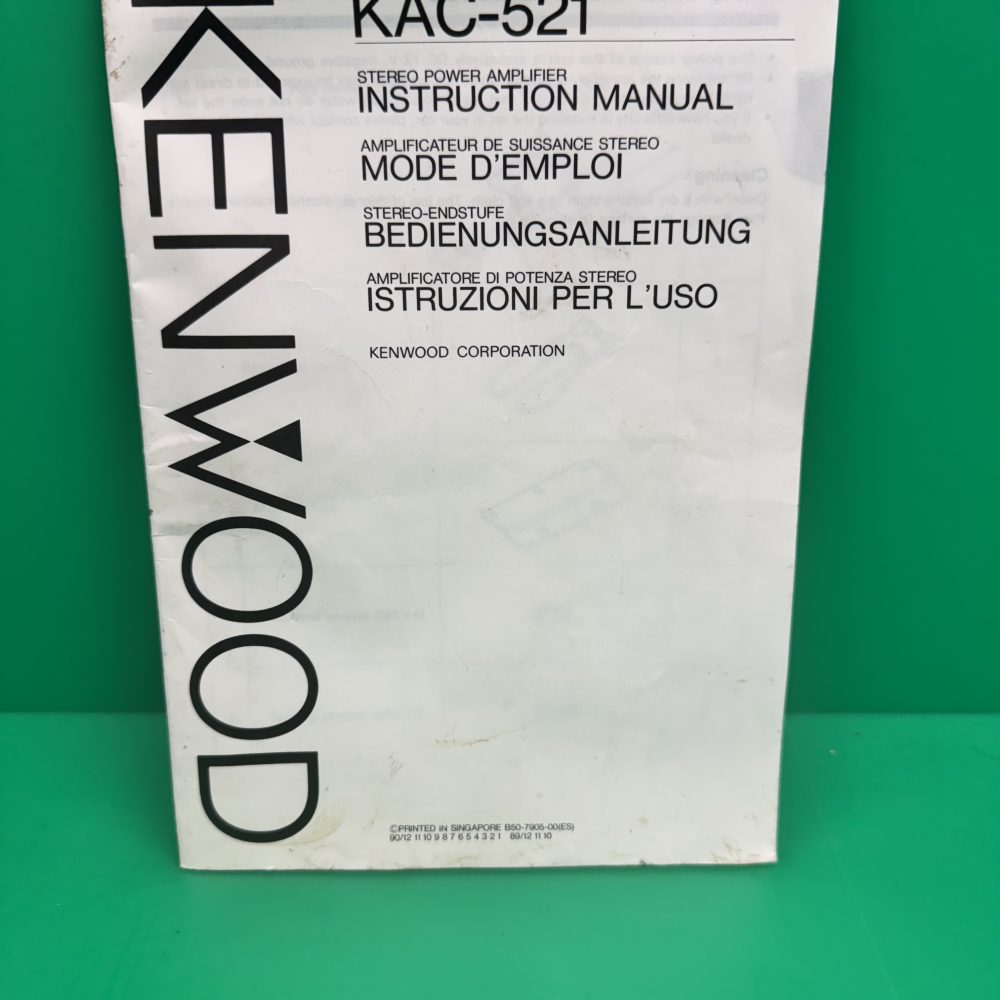 KENWOOD
KAC-521
STEREO POWER AMPLIFIER
INSTRUCTION MANUAL
AMPLIFICATEUR DE SUISSANCE STEREO
MODE D'EMPLOI
STEREO-ENDSTUFE
BEDIENUNGSANLEITUNG
AMPLIFICATORE DI POTENZA STEREO
ISTRUZIONI PER L'USO
KENWOOD CORPORATION
©PRINTED IN SINGAPORE B50-7905-00(ES)
90/12 11 10 9 8 7 6 5 4 3 2 1 89/12 11 10